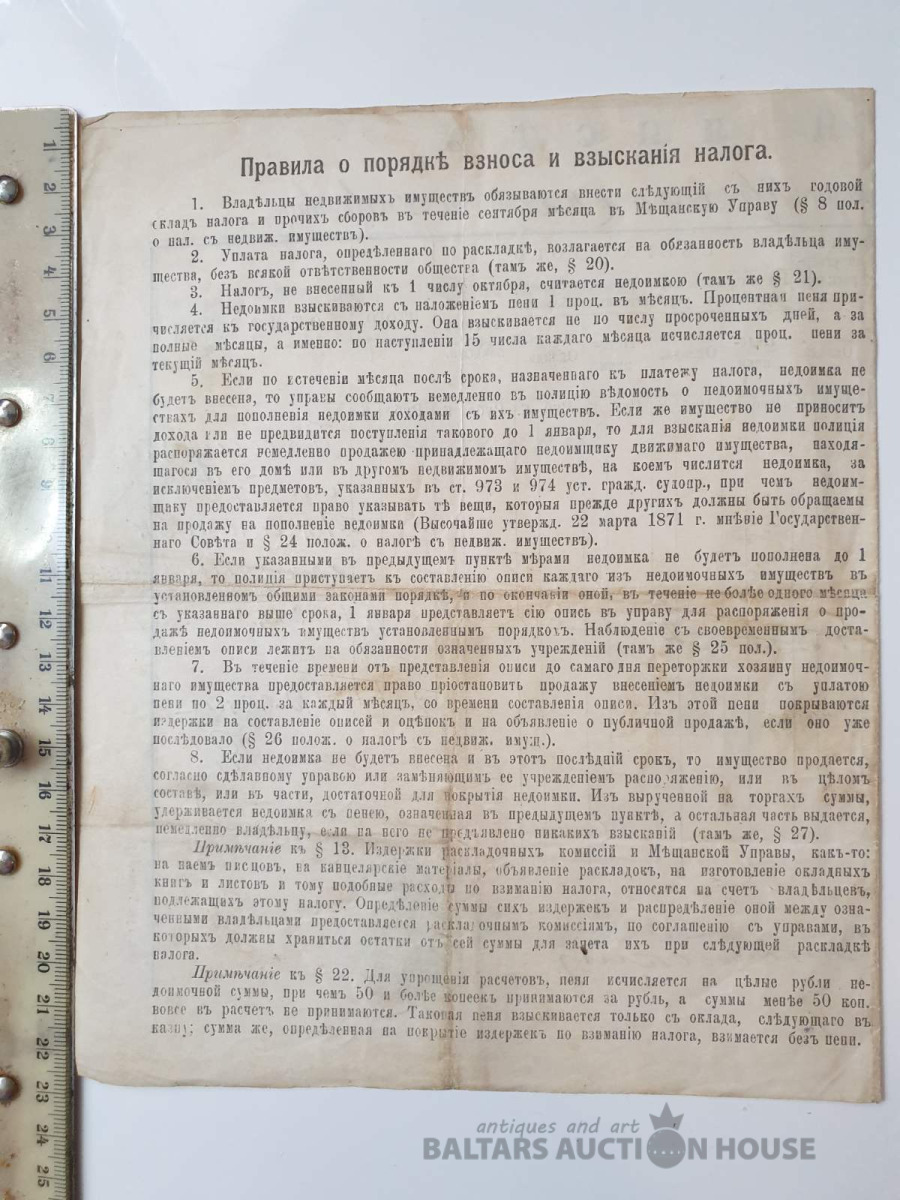 Правила о порядкѣ взноса и взысканія налога.
1. Владѣльцы недвижимыхъ имуществъ обязываются внести слѣдующій съ нихъ годовой
складъ налога и прочихъ сборовъ въ теченіе сентября мѣсяца въ Мѣщанскую Управу (§ 8 пол.
о нал. съ недвиж. имуществъ).
2. Уплата налога, опредѣленнаго по раскладкѣ, возлагается на обязанность владѣльца иму-
щества, безъ всякой отвѣтственности общества (тамъ же, § 20).
3. Налогъ, не внесенный къ 1 числу октября, считается недоимкою (тамъ же § 21).
4. Недоимки взыскиваются съ наложеніемъ пени 1 проц. въ мѣсяцъ. Процентная пеня при-
числяется къ государственному доходу. Она взыскивается не по числу просроченныхъ дней, а за
полные мѣсяцы, а именно: по наступленіи 15 числа каждаго мѣсяца исчисляется проц. пени за
текущій мѣсяцъ.
5. Если по истеченіи мѣсяца послѣ срока, назначеннаго къ платежу налога, недоимка не
будетъ внесена, то управы сообщаютъ немедленно въ полицію вѣдомость о недоимочныхъ имуще-
ствахъ для пополненія недоимки доходами съ ихъ имуществъ. Если же имущество не приноситъ
дохода или не предвидится поступленія таковаго до 1 января, то для взысканія недоимки полиція
распоряжается немедленно продажею принадлежащаго недоимщику движимаго имущества, находя-
щагося въ его домѣ или въ другомъ недвижимомъ имуществѣ, на коемъ числится недоимка, за
исключеніемъ предметовъ, указанныхъ въ ст. 973 и 974 уст. гражд. судопр., при чемъ недоим-
щику предоставляется право указать тѣ вещи, которыя прежде другихъ должны быть обращаемы
на продажу на пополненіе недоимки (Высочайше утвержд. 22 марта 1871 г. мнѣніе Государствен-
наго Совѣта и § 24 полож. о налогѣ съ недвиж. имуществъ).
6. Если указанными въ предыдущемъ пунктѣ мѣрами недоимка не будетъ пополнена до 1
января, то полиція приступаетъ къ составленію описи каждаго изъ недоимочныхъ имуществъ въ
установленномъ общими законами порядкѣ, и по окончаніи оной, въ теченіе не болѣе одного мѣсяца
съ указаннаго выше срока, 1 января представляетъ сію опись въ управу для распоряженія о про-
дажѣ недоимочныхъ имуществъ установленнымъ порядкомъ. Наблюденіе съ своевременнымъ доста-
вленіемъ описи лежитъ на обязанности означенныхъ учрежденій (тамъ же § 25 пол.).
7. Въ теченіе времени отъ представленія описи до самаго дня переторжки хозяину недоимоч-
наго имущества предоставляется право пріостановить продажу внесеніемъ недоимки съ уплатою
пени по 2 проц. за каждый мѣсяцъ, со времени составленія описи. Изъ этой пени покрываются
издержки на составленіе описей и оцѣнокъ и на объявленіе о публичной продажѣ, если оно уже
послѣдовало (§ 26 полож. о налогѣ съ недвиж. имущ.).
8. Если недоимка не будетъ внесена и въ этотъ послѣдній срокъ, то имущество продается,
согласно сдѣланному управою или замѣняющимъ ее учрежденіемъ распоряженію, или въ цѣломъ
составѣ, или въ части, достаточной для покрытія недоимки. Изъ вырученной на торгахъ суммы,
удерживается недоимка съ пенею, означенная въ предыдущемъ пунктѣ, а остальная часть выдается,
немедленно владѣльцу, если на него не предъявлено никакихъ взысканій (тамъ же, § 27).
Примѣчаніе къ § 13. Издержки раскладочныхъ комиссій и Мѣщанской Управы, какъ-то:
на наемъ писцовъ, на канцелярскіе матеріалы, объявленіе раскладокъ, на изготовленіе окладныхъ
книгъ и листовъ и тому подобные расходы по взиманію налога, относятся на счетъ владѣльцевъ,
подлежащихъ этому налогу. Опредѣленіе суммы сихъ издержекъ и распредѣленіе оной между озна-
ченными владѣльцами предоставляется раскладочнымъ комиссіямъ, по соглашенію съ управами, въ
которыхъ должны храниться остатки отъ сей суммы для зачета ихъ при слѣдующей раскладкѣ
налога.
Примѣчаніе къ § 22. Для упрощенія расчетовъ, пеня исчисляется на цѣлые рубли не-
доимочной суммы, при чемъ 50 и болѣе копеекъ принимаются за рубль, а суммы менѣе 50 коп.
вовсе въ расчетъ не принимаются. Таковая пеня взыскивается только съ оклада, слѣдующаго въ
казну; сумма же, опредѣленная на покрытіе издержекъ по взиманію налога, взимается безъ пени.
1
2
3
4
5
6
7
8
9
11
12
13
14
15
16
17
18
19
20
21
22
23
24
25
antiques and art
BALTARS AUCTION HOUSE